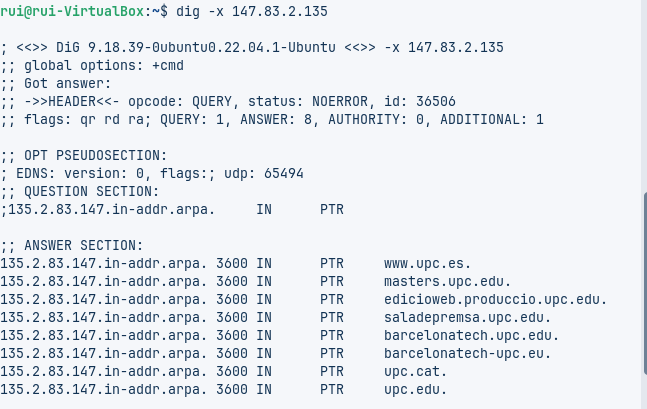 rui@rui-VirtualBox:~$ dig -x 147.83.2.135

; <<>> DiG 9.18.39-0ubuntu0.22.04.1-Ubuntu <<>> -x 147.83.2.135
;; global options: +cmd
;; Got answer:
;; ->>HEADER<<- opcode: QUERY, status: NOERROR, id: 36506
;; flags: qr rd ra; QUERY: 1, ANSWER: 8, AUTHORITY: 0, ADDITIONAL: 1

;; OPT PSEUDOSECTION:
; EDNS: version: 0, flags:; udp: 65494
;; QUESTION SECTION:
;135.2.83.147.in-addr.arpa.     IN      PTR

;; ANSWER SECTION:
135.2.83.147.in-addr.arpa. 3600 IN      PTR     www.upc.es.
135.2.83.147.in-addr.arpa. 3600 IN      PTR     masters.upc.edu.
135.2.83.147.in-addr.arpa. 3600 IN      PTR     edicioweb.produccio.upc.edu.
135.2.83.147.in-addr.arpa. 3600 IN      PTR     saladepremsa.upc.edu.
135.2.83.147.in-addr.arpa. 3600 IN      PTR     barcelonatech.upc.edu.
135.2.83.147.in-addr.arpa. 3600 IN      PTR     barcelonatech-upc.eu.
135.2.83.147.in-addr.arpa. 3600 IN      PTR     upc.cat.
135.2.83.147.in-addr.arpa. 3600 IN      PTR     upc.edu.